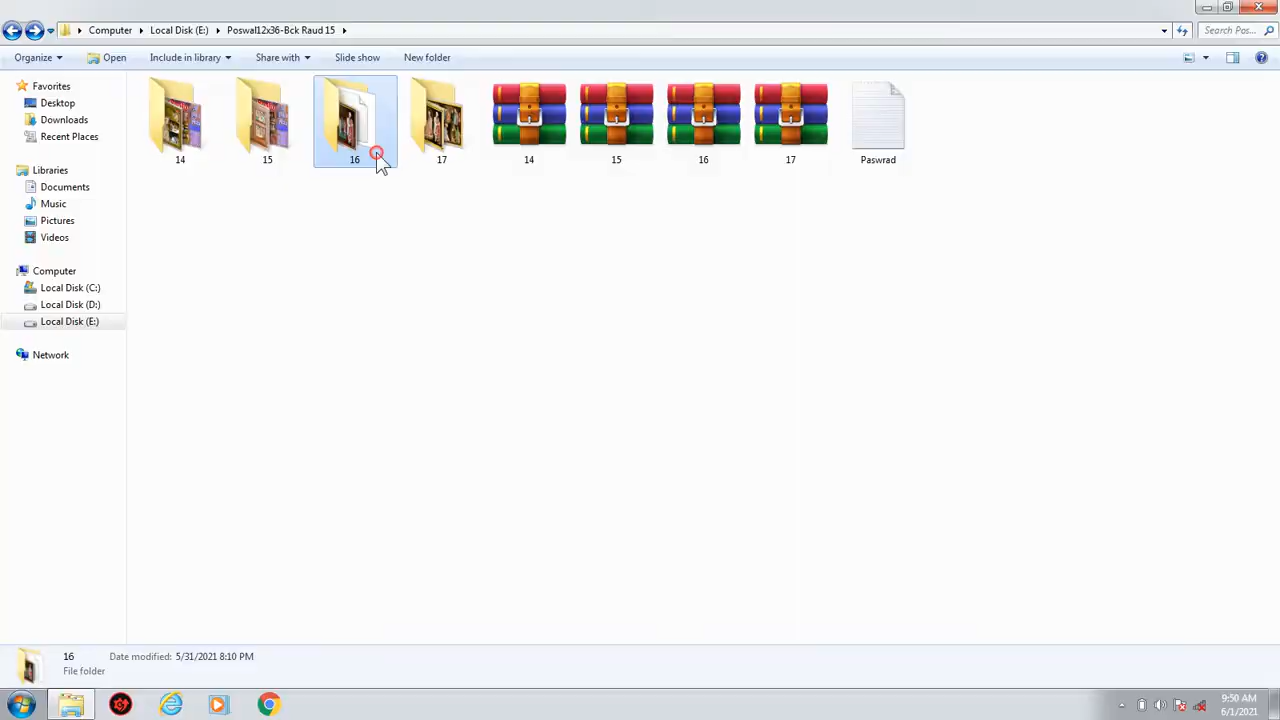 Computer
Local Disk (E:)
Poswal12x36-Bck Raud 15
Search Pos...
Organize
Open
Include in library
Share with
Slide show
New folder
Favorites
Desktop
Downloads
Recent Places
Libraries
Documents
Music
Pictures
Videos
Computer
Local Disk (C:)
Local Disk (D:)
Local Disk (E:)
Network
14
15
16
17
14
15
16
17
Paswrad
16
Date modified: 5/31/2021 8:10 PM
File folder
9:50 AM
6/1/2021